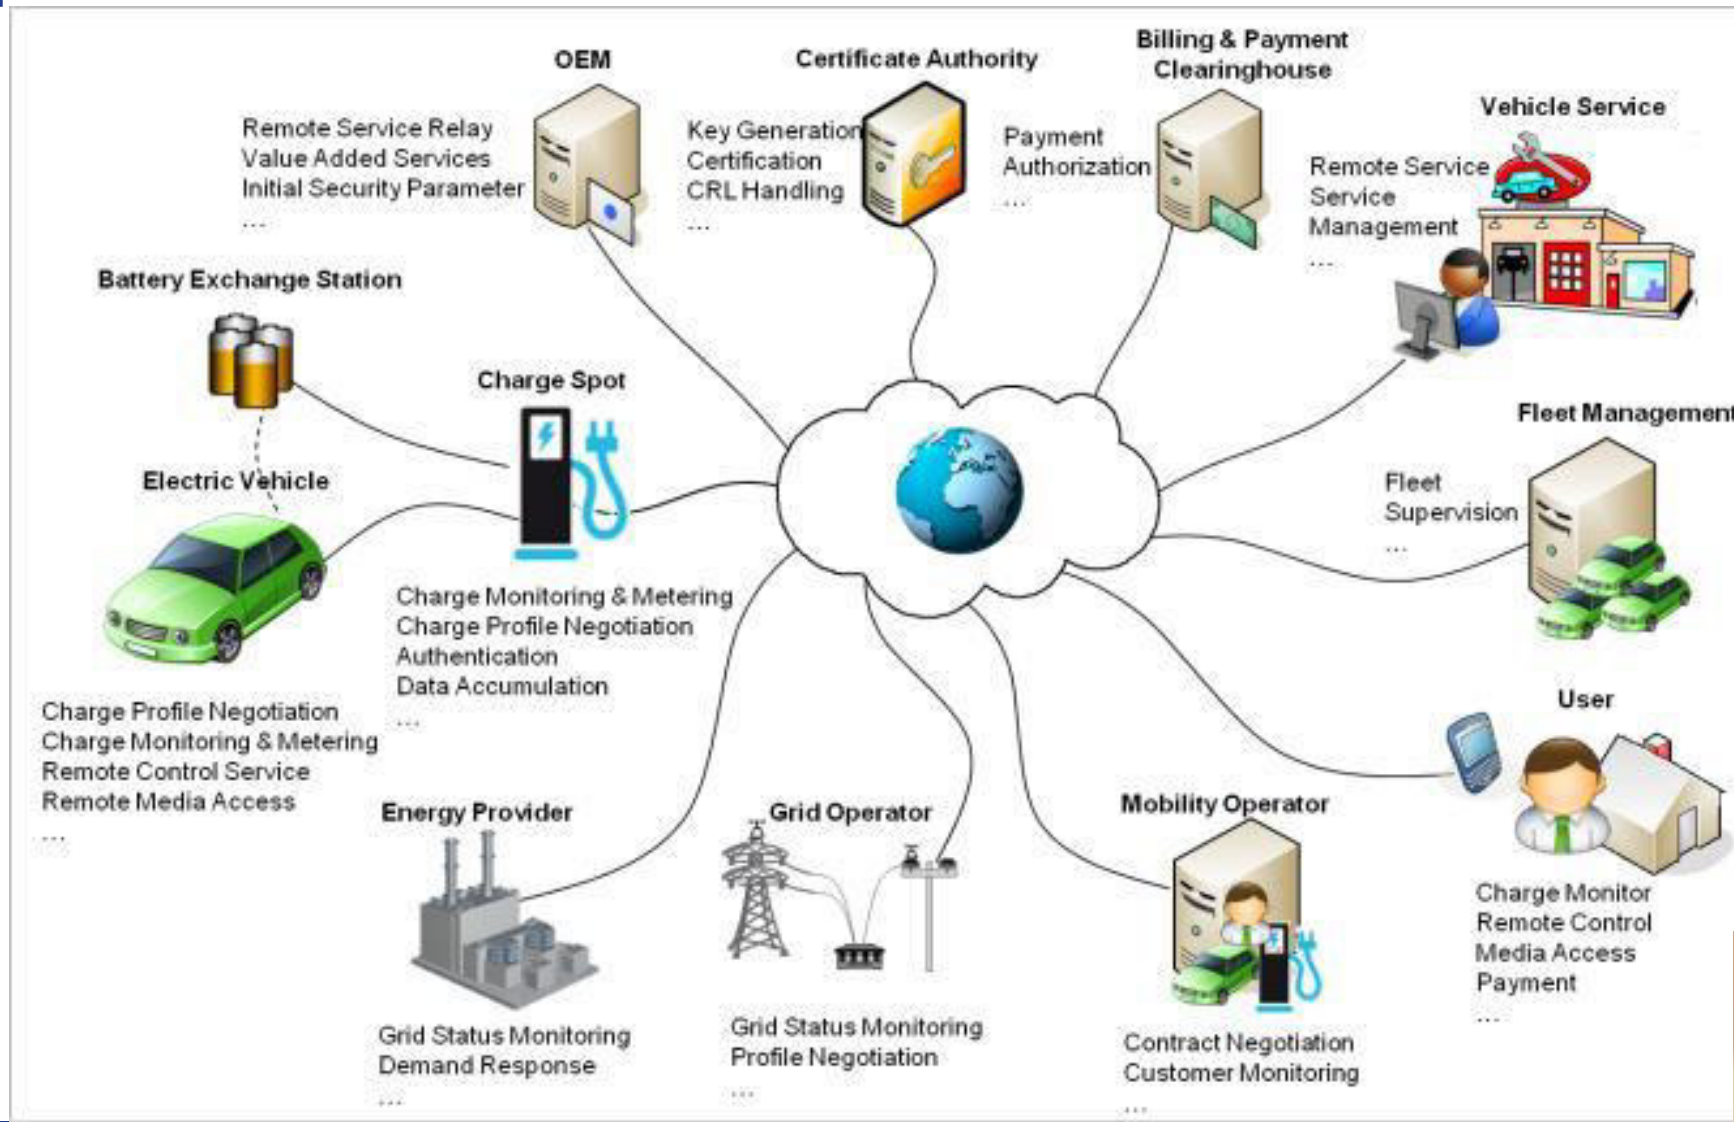 OEM
Remote Service Relay
Value Added Services
Initial Security Parameter
...
Certificate Authority
Key Generation
Certification
CRL Handling
...
Billing & Payment
Clearinghouse
Payment
Authorization
...
Vehicle Service
Remote Service
Service
Management
...
Battery Exchange Station
Charge Spot
Charge Monitoring & Metering
Charge Profile Negotiation
Authentication
Data Accumulation
...
Electric Vehicle
Charge Profile Negotiation
Charge Monitoring & Metering
Remote Control Service
Remote Media Access
...
Fleet Management
Fleet
Supervision
...
User
Charge Monitor
Remote Control
Media Access
Payment
...
Energy Provider
Grid Status Monitoring
Demand Response
...
Grid Operator
Grid Status Monitoring
Profile Negotiation
...
Mobility Operator
Contract Negotiation
Customer Monitoring
...